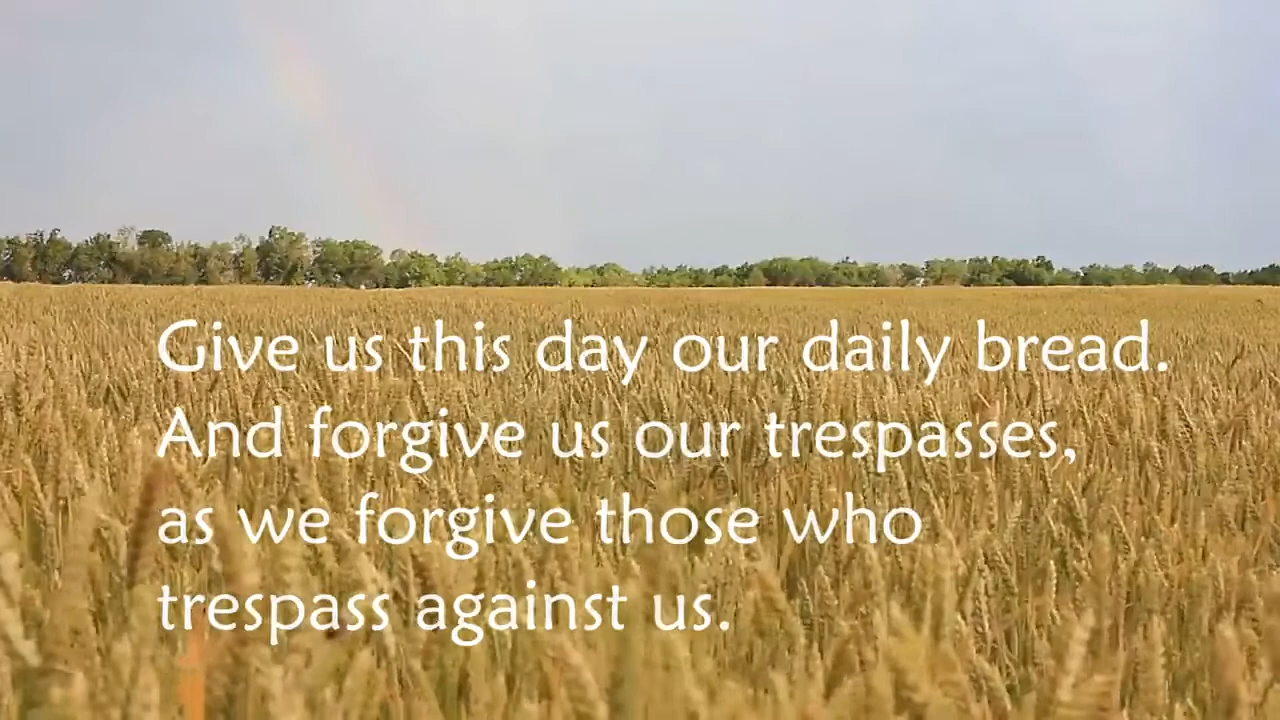 Give us this day our daily bread.
And forgive us our trespasses,
as we forgive those who
trespass against us.